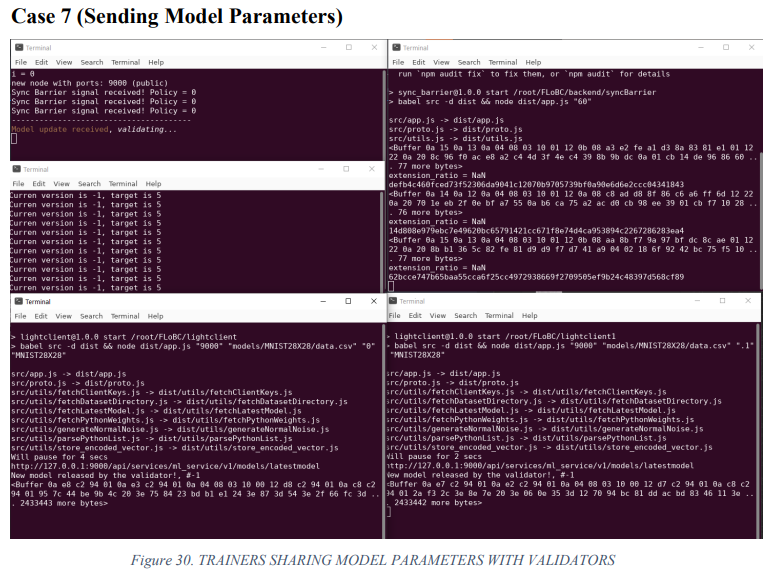 Case 7 (Sending Model Parameters)
Terminal
File Edit View Search Terminal Help
i = 0
new node with ports: 9000 (public)
Sync Barrier signal received! Policy = 0
Sync Barrier signal received! Policy = 0
Sync Barrier signal received! Policy = 0
----------------------------------------
Model update received, validating...
Terminal
File Edit View Search Terminal Help
Curren version is -1, target is 5
Curren version is -1, target is 5
Curren version is -1, target is 5
Curren version is -1, target is 5
Curren version is -1, target is 5
Curren version is -1, target is 5
Curren version is -1, target is 5
Curren version is -1, target is 5
Curren version is -1, target is 5
Curren version is -1, target is 5
Curren version is -1, target is 5
Terminal
File Edit View Search Terminal Help
run `npm audit fix` to fix them, or `npm audit` for details
> sync_barrier@1.0.0 start /root/FLoBC/backend/syncBarrier
> babel src -d dist && node dist/app.js "60"
src/app.js -> dist/app.js
src/proto.js -> dist/proto.js
src/utils.js -> dist/utils.js
<Buffer 0a 15 0a 13 0a 04 08 03 10 01 12 0b 08 a3 e2 fe a1 d3 8a 83 81 e1 01 12
22 0a 20 8c 96 f0 ac e8 a2 c4 4d 3f 4e c4 39 8b 9b dc 0a 01 cb 14 de 96 86 60 ..
. 77 more bytes>
extension_ratio = NaN
defb4c460fced73f52306da9041c12070b9705739bf0a90e6d6e2ccc04341843
<Buffer 0a 14 0a 12 0a 04 08 03 10 01 12 0a 08 c8 ad d8 8f 86 c6 a6 ff 6d 12 22
0a 20 70 1e eb 2f 0e bf a7 55 0a b6 ca 75 a2 ac d0 cb 98 ee 39 01 cb f7 10 28 ..
. 76 more bytes>
extension_ratio = NaN
14d808e979ebc7e49620bc65791421cc671f8e74d4ca953894c2267286283ea4
<Buffer 0a 15 0a 13 0a 04 08 03 10 01 12 0b 08 aa 8b f7 9a 97 bf dc 8c ae 01 12
22 0a 20 8b b1 36 5c 82 fe 81 d9 d9 f7 d7 41 a9 04 02 18 6f 92 42 bc 75 f5 10 ..
. 77 more bytes>
extension_ratio = NaN
62bcce747b65baa55cca6f25cc4972938669f2709505ef9b24c48397d568cf89
Terminal
File Edit View Search Terminal Help
> lightclient@1.0.0 start /root/FLoBC/lightclient
> babel src -d dist && node dist/app.js "9000" "models/MNIST28X28/data.csv" "0"
"MNIST28X28"
src/app.js -> dist/app.js
src/proto.js -> dist/proto.js
src/utils/fetchClientKeys.js -> dist/utils/fetchClientKeys.js
src/utils/fetchDatasetDirectory.js -> dist/utils/fetchDatasetDirectory.js
src/utils/fetchLatestModel.js -> dist/utils/fetchLatestModel.js
src/utils/fetchPythonWeights.js -> dist/utils/fetchPythonWeights.js
src/utils/generateNormalNoise.js -> dist/utils/generateNormalNoise.js
src/utils/parsePythonList.js -> dist/utils/parsePythonList.js
src/utils/store_encoded_vector.js -> dist/utils/store_encoded_vector.js
Will pause for 4 secs
http://127.0.0.1:9000/api/services/ml_service/v1/models/latestmodel
New model released by the validator!, #-1
<Buffer 0a e8 c2 94 01 0a e3 c2 94 01 0a 04 08 03 10 00 12 d8 c2 94 01 0a c8 c2
94 01 95 7c 44 be 9b 4c 20 3e 75 84 23 bd b1 e1 24 3e 87 3d 54 3e 2f 66 fc 3d ..
. 2433443 more bytes>
Terminal
File Edit View Search Terminal Help
> lightclient@1.0.0 start /root/FLoBC/lightclient1
> babel src -d dist && node dist/app.js "9000" "models/MNIST28X28/data.csv" ".1"
"MNIST28X28"
src/app.js -> dist/app.js
src/proto.js -> dist/proto.js
src/utils/fetchClientKeys.js -> dist/utils/fetchClientKeys.js
src/utils/fetchDatasetDirectory.js -> dist/utils/fetchDatasetDirectory.js
src/utils/fetchLatestModel.js -> dist/utils/fetchLatestModel.js
src/utils/fetchPythonWeights.js -> dist/utils/fetchPythonWeights.js
src/utils/generateNormalNoise.js -> dist/utils/generateNormalNoise.js
src/utils/parsePythonList.js -> dist/utils/parsePythonList.js
src/utils/store_encoded_vector.js -> dist/utils/store_encoded_vector.js
Will pause for 2 secs
http://127.0.0.1:9000/api/services/ml_service/v1/models/latestmodel
New model released by the validator!, #-1
<Buffer 0a e7 c2 94 01 0a e2 c2 94 01 0a 04 08 03 10 00 12 d7 c2 94 01 0a c8 c2
94 01 2a f3 2c 3e 8e 7e 20 3e 06 0e 35 3d 12 70 94 bc 81 dd ac bd 83 46 11 3e ..
. 2433442 more bytes>
Figure 30. TRAINERS SHARING MODEL PARAMETERS WITH VALIDATORS